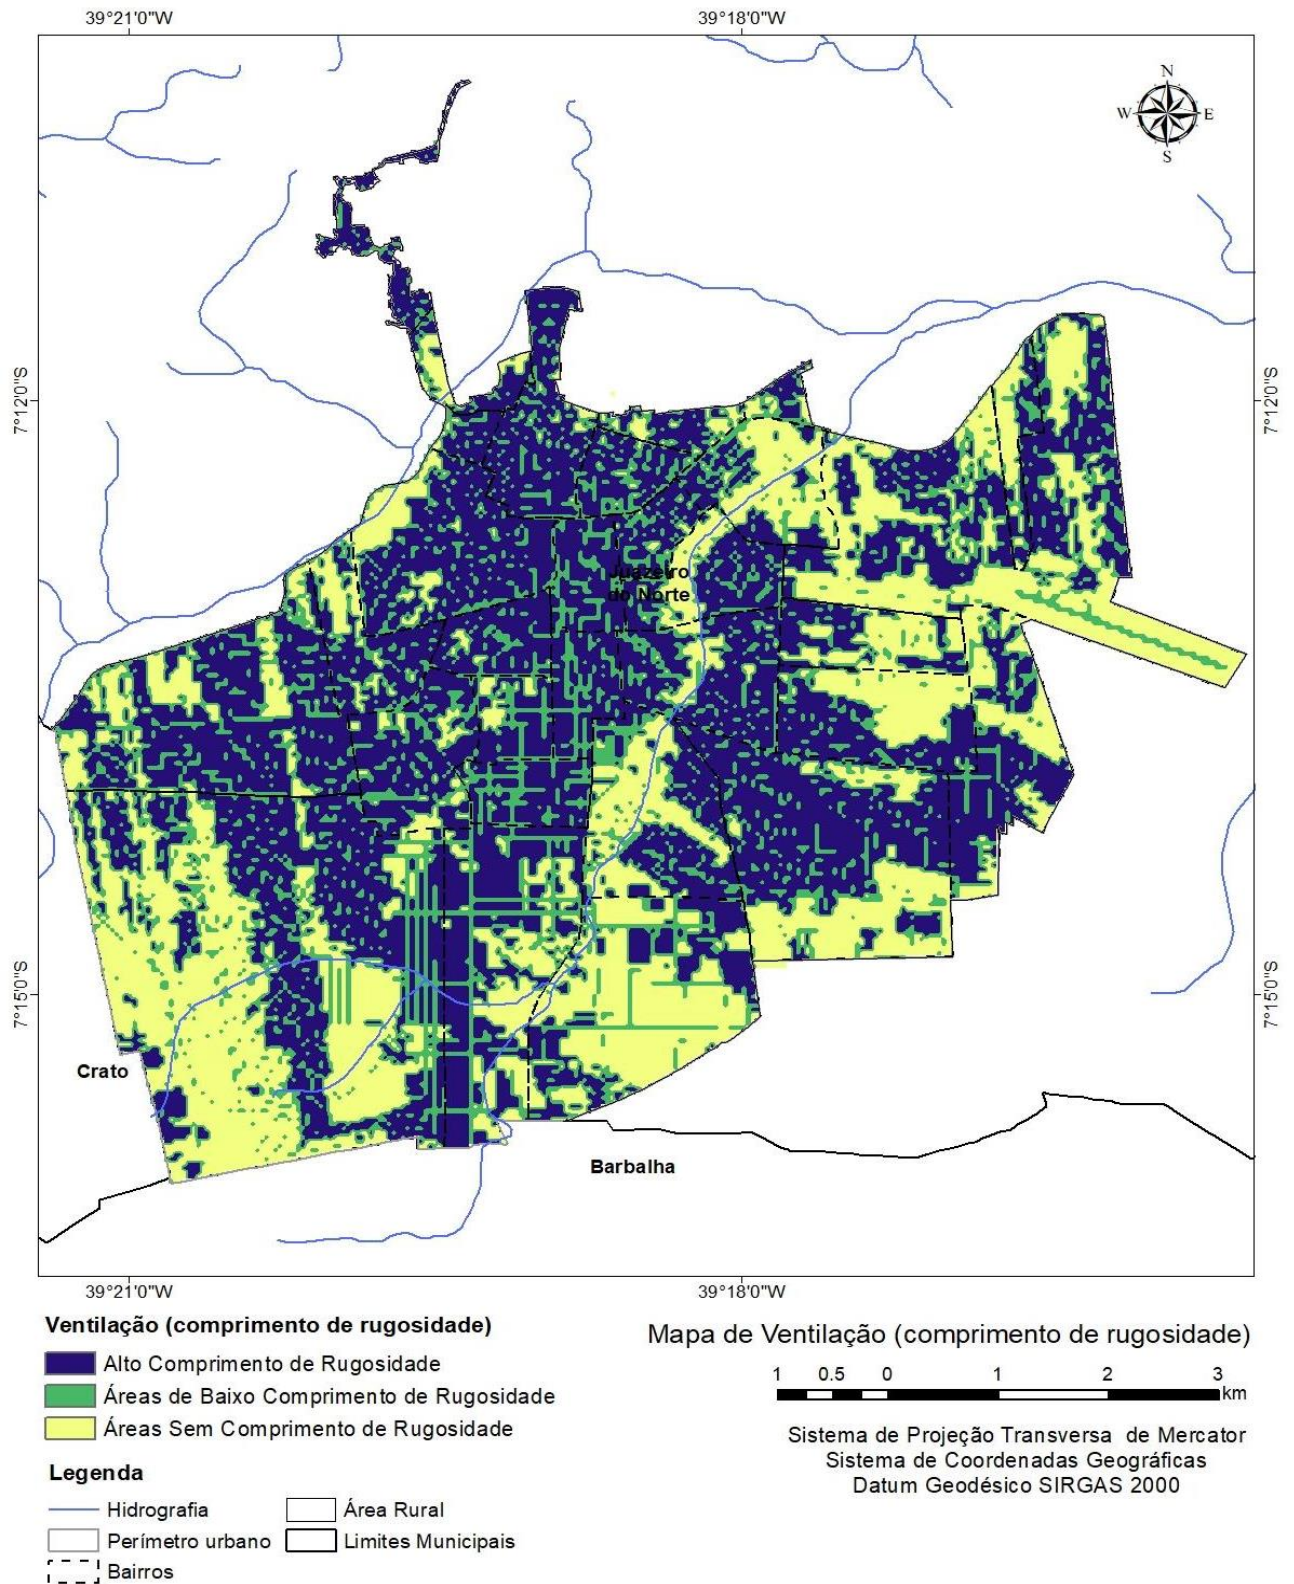 39°21'0"W 39°18'0"W
N
W E
S
7°12'0"S 7°12'0"S
Juazeiro
do Norte
7°15'0"S 7°15'0"S
Crato
Barbalha
39°21'0"W 39°18'0"W
Ventilação (comprimento de rugosidade)
Alto Comprimento de Rugosidade
Áreas de Baixo Comprimento de Rugosidade
Áreas Sem Comprimento de Rugosidade
Legenda
Hidrografia Área Rural
Perímetro urbano Limites Municipais
Bairros
Mapa de Ventilação (comprimento de rugosidade)
1 0.5 0 1 2 3
km
Sistema de Projeção Transversa de Mercator
Sistema de Coordenadas Geográficas
Datum Geodésico SIRGAS 2000